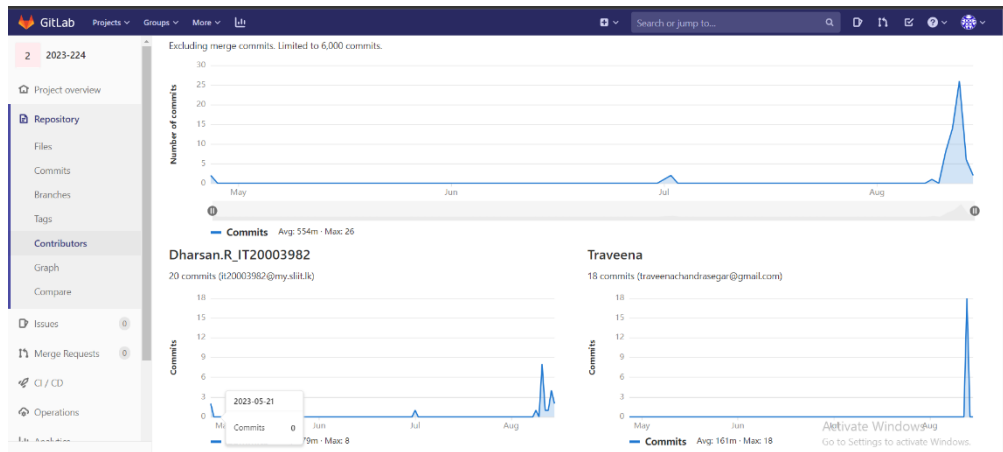 GitLab Projects Groups More Search or jump to...
2 2023-224
Project overview
Repository
Files
Commits
Branches
Tags
Contributors
Graph
Compare
Issues 0
Merge Requests 0
CI / CD
Operations
Excluding merge commits. Limited to 6,000 commits.
Number of commits
30
25
20
15
10
5
0
May Jun Jul Aug
Commits Avg: 554m · Max: 26
Dharsan.R_IT20003982
20 commits (it20003982@my.sliit.lk)
Commits
18
15
12
9
6
3
0
2023-05-21
Commits 0
Jun Jul Aug
79m · Max: 8
Traveena
18 commits (traveenachandrasegar@gmail.com)
Commits
18
15
12
9
6
3
0
May Jun Aug
Commits Avg: 161m · Max: 18
Activate Windows
Go to Settings to activate Windows.